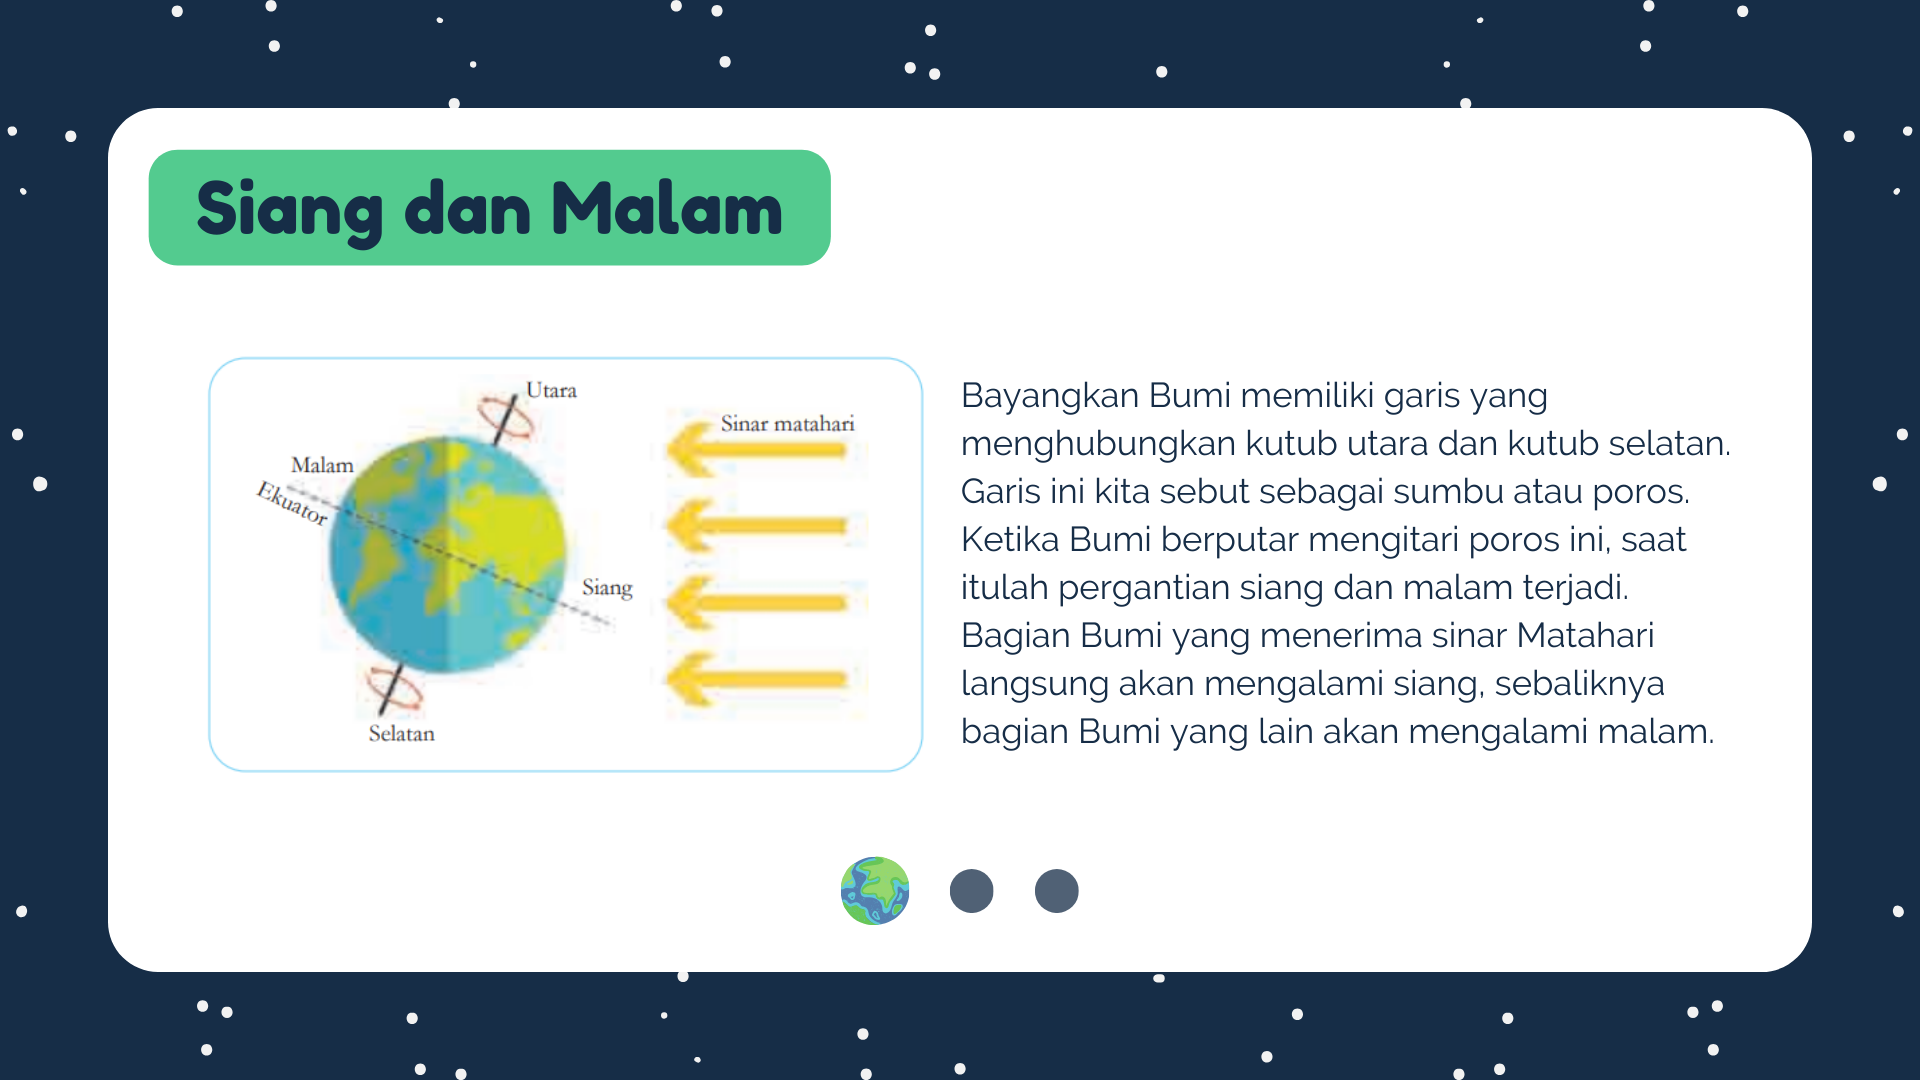 Siang dan Malam
Utara
Sinar matahari
Malam
Ekuator
Siang
Selatan
Bayangkan Bumi memiliki garis yang
menghubungkan kutub utara dan kutub selatan.
Garis ini kita sebut sebagai sumbu atau poros.
Ketika Bumi berputar mengitari poros ini, saat
itulah pergantian siang dan malam terjadi.
Bagian Bumi yang menerima sinar Matahari
langsung akan mengalami siang, sebaliknya
bagian Bumi yang lain akan mengalami malam.